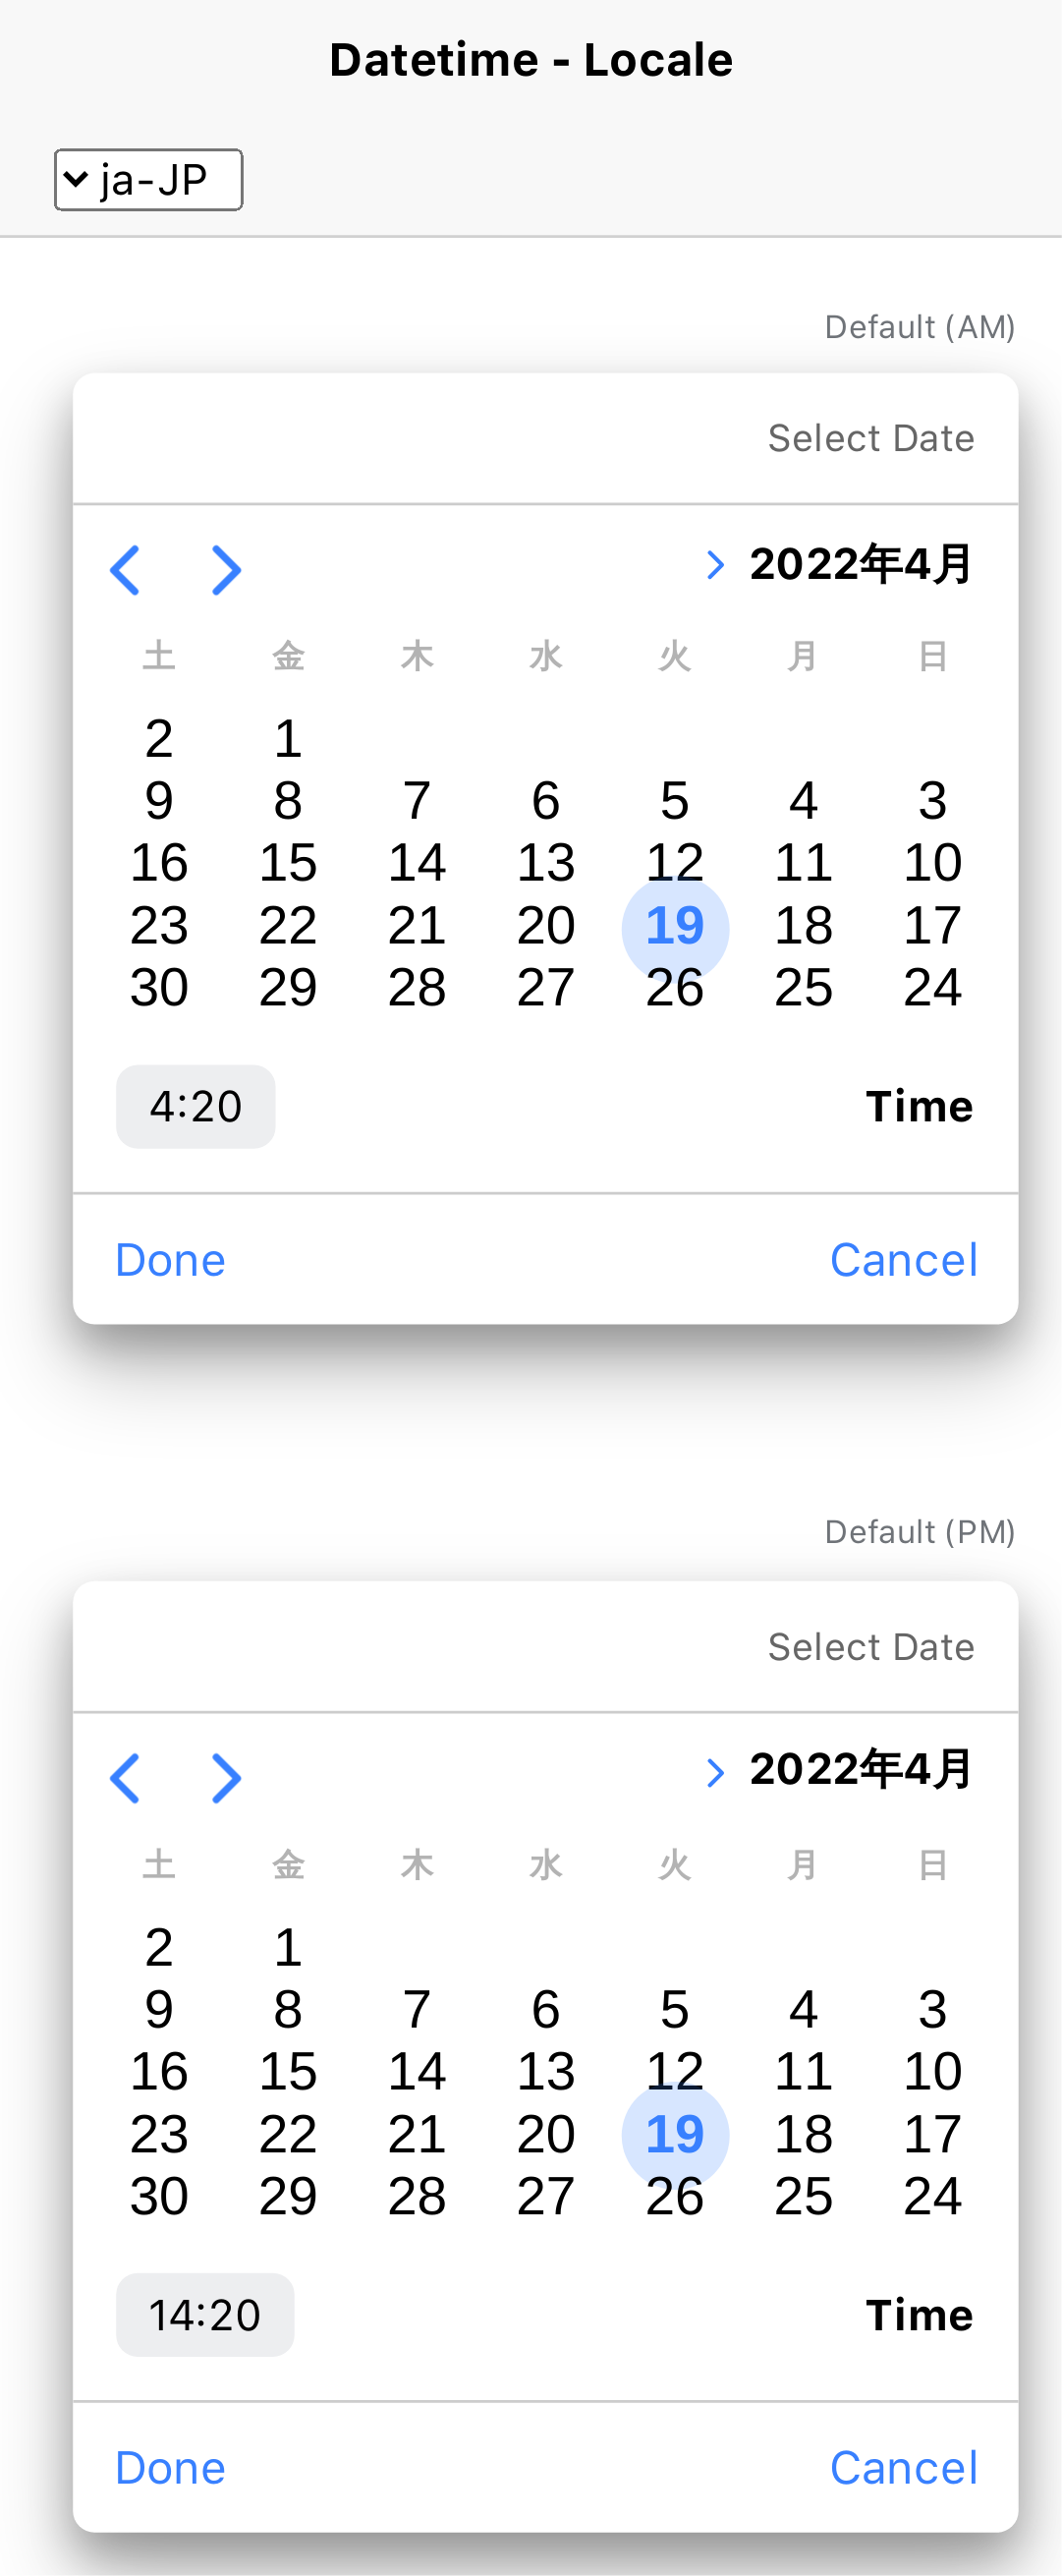 Datetime - Locale
ja-JP
Default (AM)
Select Date
2022年4月
土 金 木 水 火 月 日
2 1
9 8 7 6 5 4 3
16 15 14 13 12 11 10
23 22 21 20 19 18 17
30 29 28 27 26 25 24
4:20 Time
Done Cancel
Default (PM)
Select Date
2022年4月
土 金 木 水 火 月 日
2 1
9 8 7 6 5 4 3
16 15 14 13 12 11 10
23 22 21 20 19 18 17
30 29 28 27 26 25 24
14:20 Time
Done Cancel